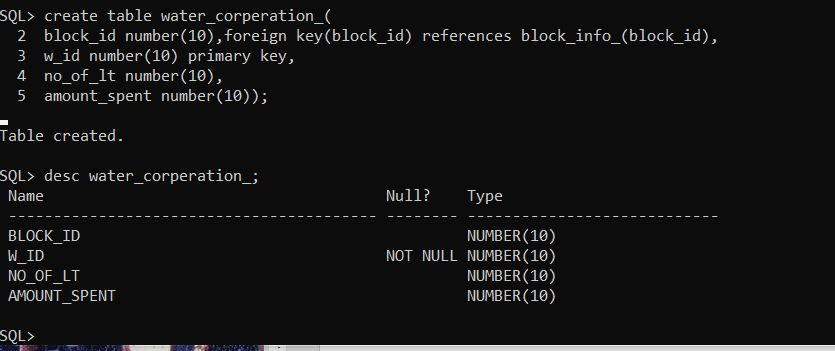 SQL> create table water_corperation_(
  2  block_id number(10),foreign key(block_id) references block_info_(block_id),
  3  w_id number(10) primary key,
  4  no_of_lt number(10),
  5  amount_spent number(10));
Table created.
SQL> desc water_corperation_;
 Name                                      Null?    Type
 ----------------------------------------- -------- ----------------------------
 BLOCK_ID                                           NUMBER(10)
 W_ID                                      NOT NULL NUMBER(10)
 NO_OF_LT                                           NUMBER(10)
 AMOUNT_SPENT                                       NUMBER(10)
SQL>